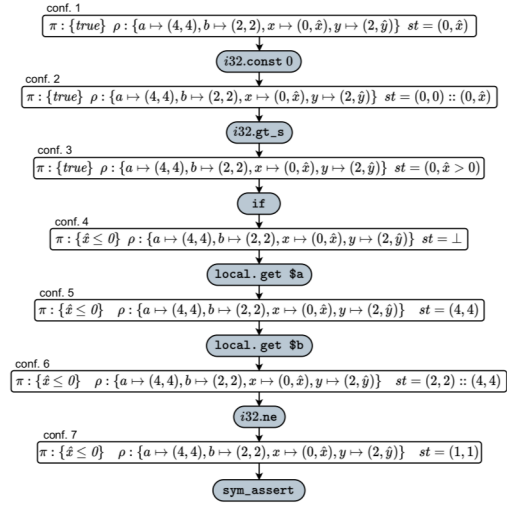 conf. 1
π : {true} ρ : {a ↦ (4, 4), b ↦ (2, 2), x ↦ (0, x̂), y ↦ (2, ŷ)} st = (0, x̂)
i32.const 0
conf. 2
π : {true} ρ : {a ↦ (4, 4), b ↦ (2, 2), x ↦ (0, x̂), y ↦ (2, ŷ)} st = (0, 0) :: (0, x̂)
i32.gt_s
conf. 3
π : {true} ρ : {a ↦ (4, 4), b ↦ (2, 2), x ↦ (0, x̂), y ↦ (2, ŷ)} st = (0, x̂ > 0)
if
conf. 4
π : {x̂ ≤ 0} ρ : {a ↦ (4, 4), b ↦ (2, 2), x ↦ (0, x̂), y ↦ (2, ŷ)} st = ⊥
local.get $a
conf. 5
π : {x̂ ≤ 0} ρ : {a ↦ (4, 4), b ↦ (2, 2), x ↦ (0, x̂), y ↦ (2, ŷ)} st = (4, 4)
local.get $b
conf. 6
π : {x̂ ≤ 0} ρ : {a ↦ (4, 4), b ↦ (2, 2), x ↦ (0, x̂), y ↦ (2, ŷ)} st = (2, 2) :: (4, 4)
i32.ne
conf. 7
π : {x̂ ≤ 0} ρ : {a ↦ (4, 4), b ↦ (2, 2), x ↦ (0, x̂), y ↦ (2, ŷ)} st = (1, 1)
sym_assert